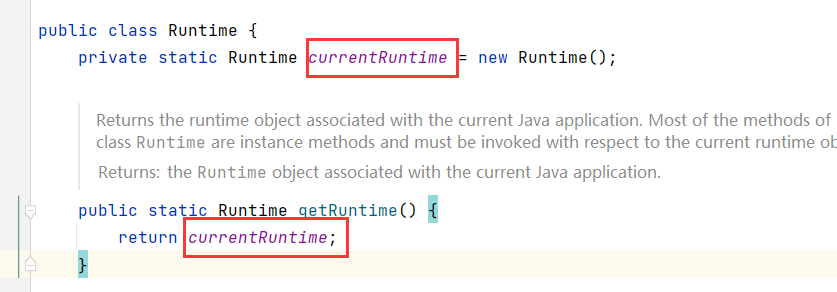 public class Runtime {
private static Runtime currentRuntime = new Runtime();
Returns the runtime object associated with the current Java application. Most of the methods of
class Runtime are instance methods and must be invoked with respect to the current runtime ob
Returns: the Runtime object associated with the current Java application.
public static Runtime getRuntime() {
return currentRuntime;
}